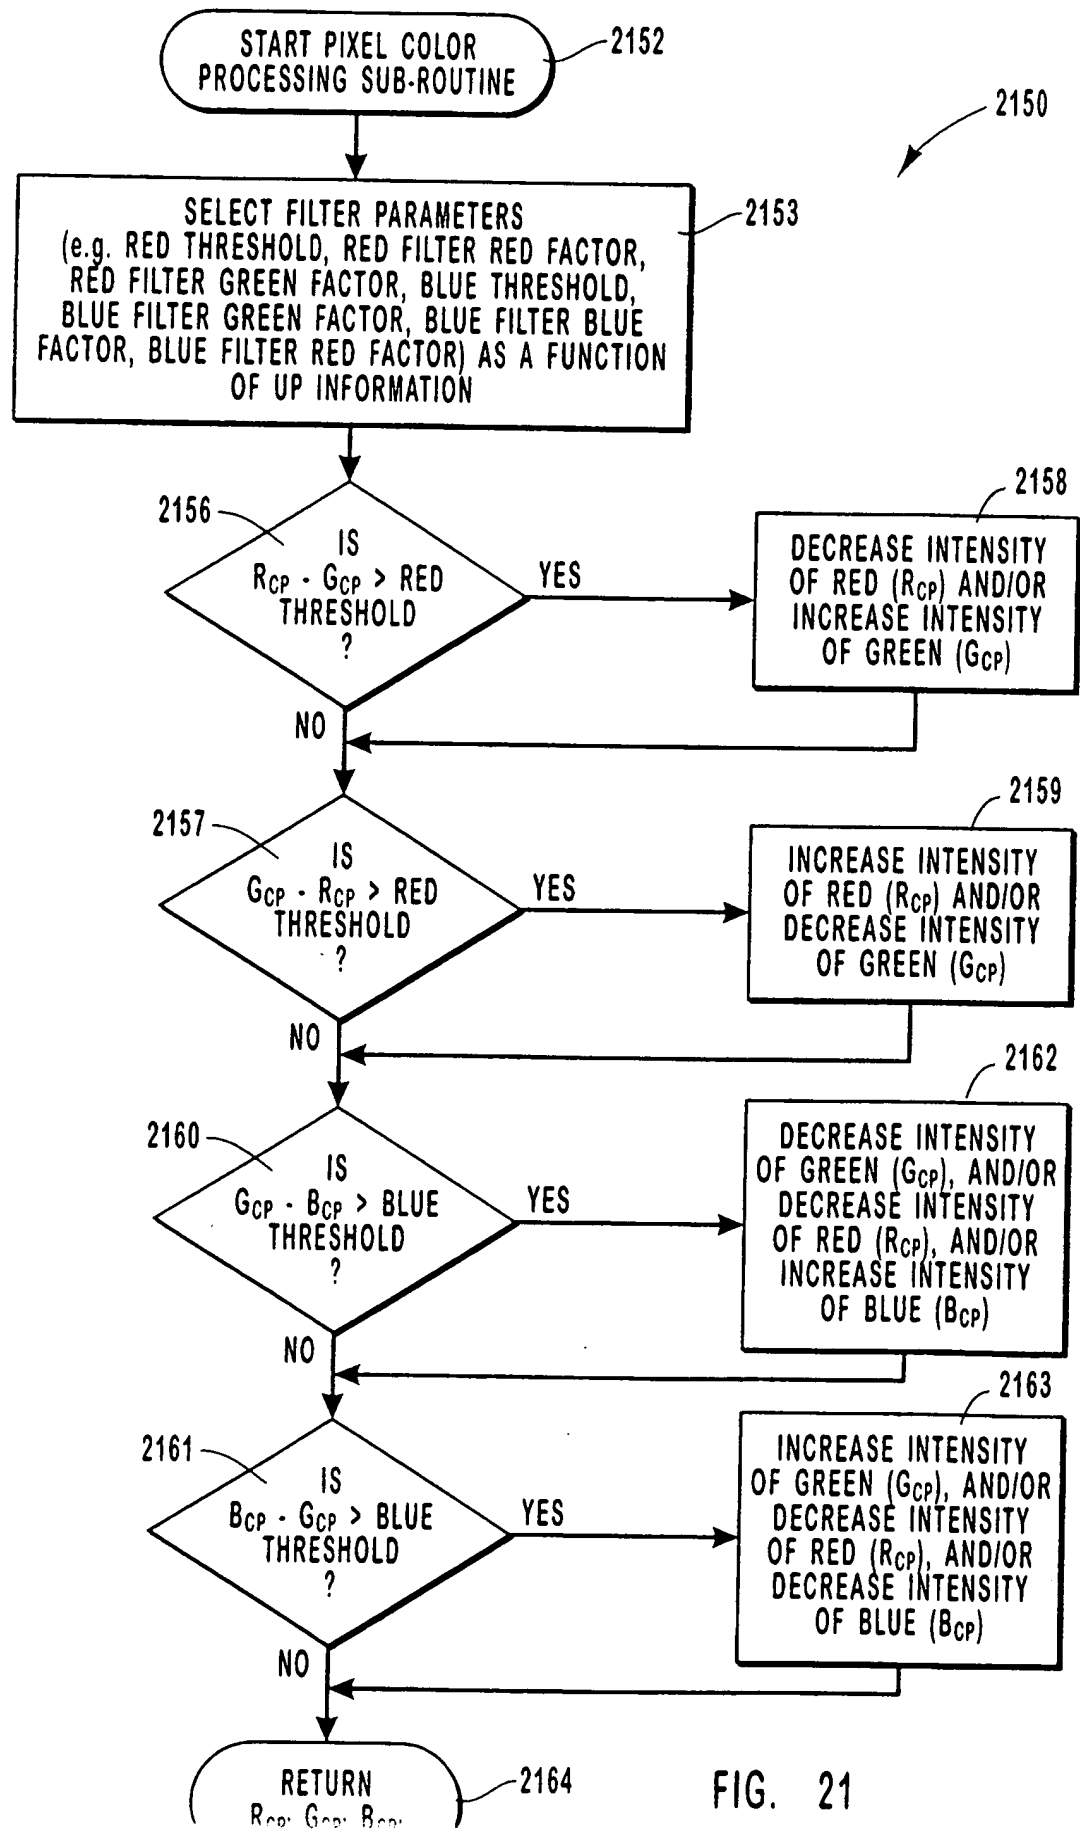 START PIXEL COLOR
PROCESSING SUB-ROUTINE
2152
2150
SELECT FILTER PARAMETERS
(e.g. RED THRESHOLD, RED FILTER RED FACTOR,
RED FILTER GREEN FACTOR, BLUE THRESHOLD,
BLUE FILTER GREEN FACTOR, BLUE FILTER BLUE
FACTOR, BLUE FILTER RED FACTOR) AS A FUNCTION
OF UP INFORMATION
2153
2156
IS
RCP - GCP > RED
THRESHOLD
?
YES
NO
2158
DECREASE INTENSITY
OF RED (RCP) AND/OR
INCREASE INTENSITY
OF GREEN (GCP)
2157
IS
GCP - RCP > RED
THRESHOLD
?
YES
NO
2159
INCREASE INTENSITY
OF RED (RCP) AND/OR
DECREASE INTENSITY
OF GREEN (GCP)
2160
IS
GCP - BCP > BLUE
THRESHOLD
?
YES
NO
2162
DECREASE INTENSITY
OF GREEN (GCP), AND/OR
DECREASE INTENSITY
OF RED (RCP), AND/OR
INCREASE INTENSITY
OF BLUE (BCP)
2161
IS
BCP - GCP > BLUE
THRESHOLD
?
YES
NO
2163
INCREASE INTENSITY
OF GREEN (GCP), AND/OR
DECREASE INTENSITY
OF RED (RCP), AND/OR
DECREASE INTENSITY
OF BLUE (BCP)
RETURN
RCP, GCP, BCP,
2164
FIG. 21